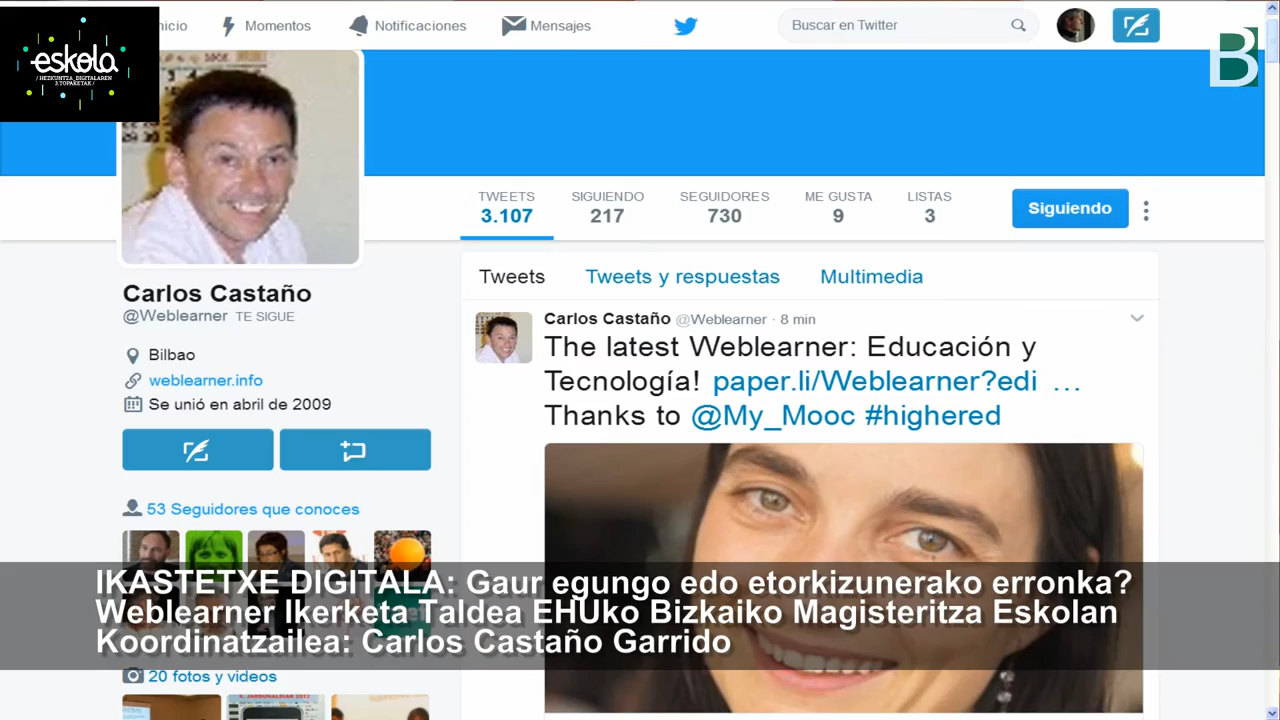 nicio
Momentos
Notificaciones
Mensajes
Buscar en Twitter
B
eskola
/ HEZKUNTZA_DIGITALAREN
3.TOPAKETAK /
TWEETS
3.107
SIGUIENDO
217
SEGUIDORES
730
ME GUSTA
9
LISTAS
3
Siguiendo
Carlos Castaño
@Weblearner TE SIGUE
Bilbao
weblearner.info
Se unió en abril de 2009
53 Seguidores que conoces
Tweets
Tweets y respuestas
Multimedia
Carlos Castaño @Weblearner · 8 min
The latest Weblearner: Educación y
Tecnología! paper.li/Weblearner?edi …
Thanks to @My_Mooc #highered
IKASTETXE DIGITALA: Gaur egungo edo etorkizunerako erronka?
Weblearner Ikerketa Taldea EHUko Bizkaiko Magisteritza Eskolan
Koordinatzailea: Carlos Castaño Garrido
20 fotos y videos